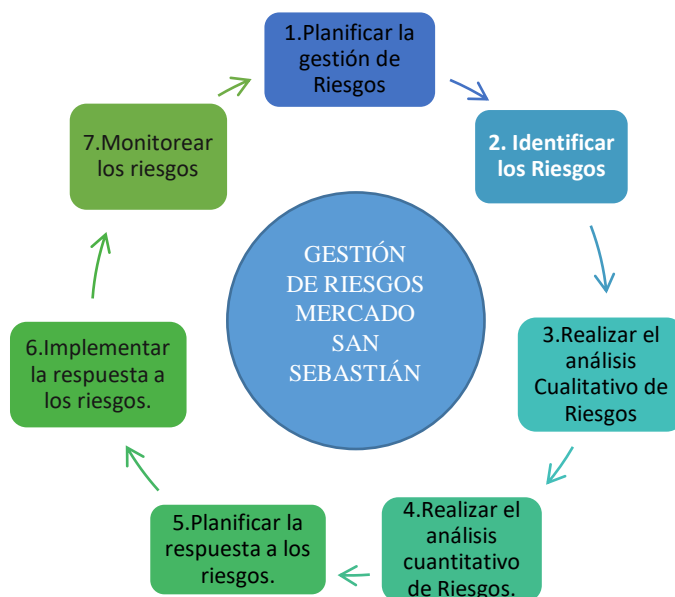 1.Planificar la
gestión de
Riesgos
2. Identificar
los Riesgos
3.Realizar el
análisis
Cualitativo de
Riesgos
4.Realizar el
análisis
cuantitativo
de Riesgos.
5.Planificar la
respuesta a los
riesgos.
6.Implementar
la respuesta a
los riesgos.
7.Monitorear
los riesgos
GESTIÓN
DE RIESGOS
MERCADO
SAN
SEBASTIÁN